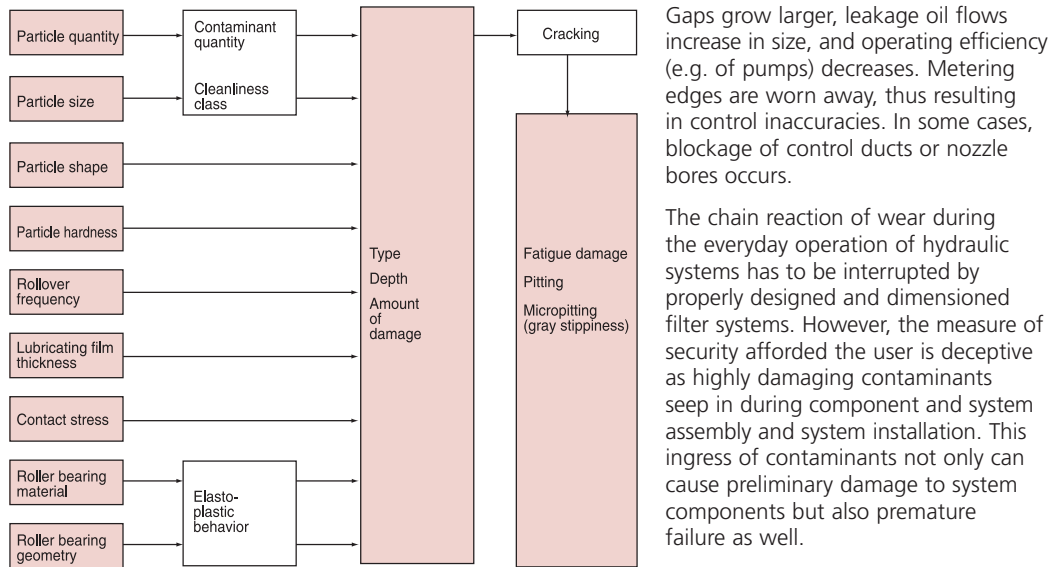 Particle quantity
Particle size
Particle shape
Particle hardness
Rollover
frequency
Lubricating film
thickness
Contact stress
Roller bearing
material
Roller bearing
geometry
Contaminant
quantity
Cleanliness
class
Elasto-
plastic
behavior
Type
Depth
Amount
of
damage
Cracking
Fatigue damage
Pitting
Micropitting
(gray stippiness)
Gaps grow larger, leakage oil flows
increase in size, and operating efficiency
(e.g. of pumps) decreases. Metering
edges are worn away, thus resulting
in control inaccuracies. In some cases,
blockage of control ducts or nozzle
bores occurs.
The chain reaction of wear during
the everyday operation of hydraulic
systems has to be interrupted by
properly designed and dimensioned
filter systems. However, the measure of
security afforded the user is deceptive
as highly damaging contaminants
seep in during component and system
assembly and system installation. This
ingress of contaminants not only can
cause preliminary damage to system
components but also premature
failure as well.